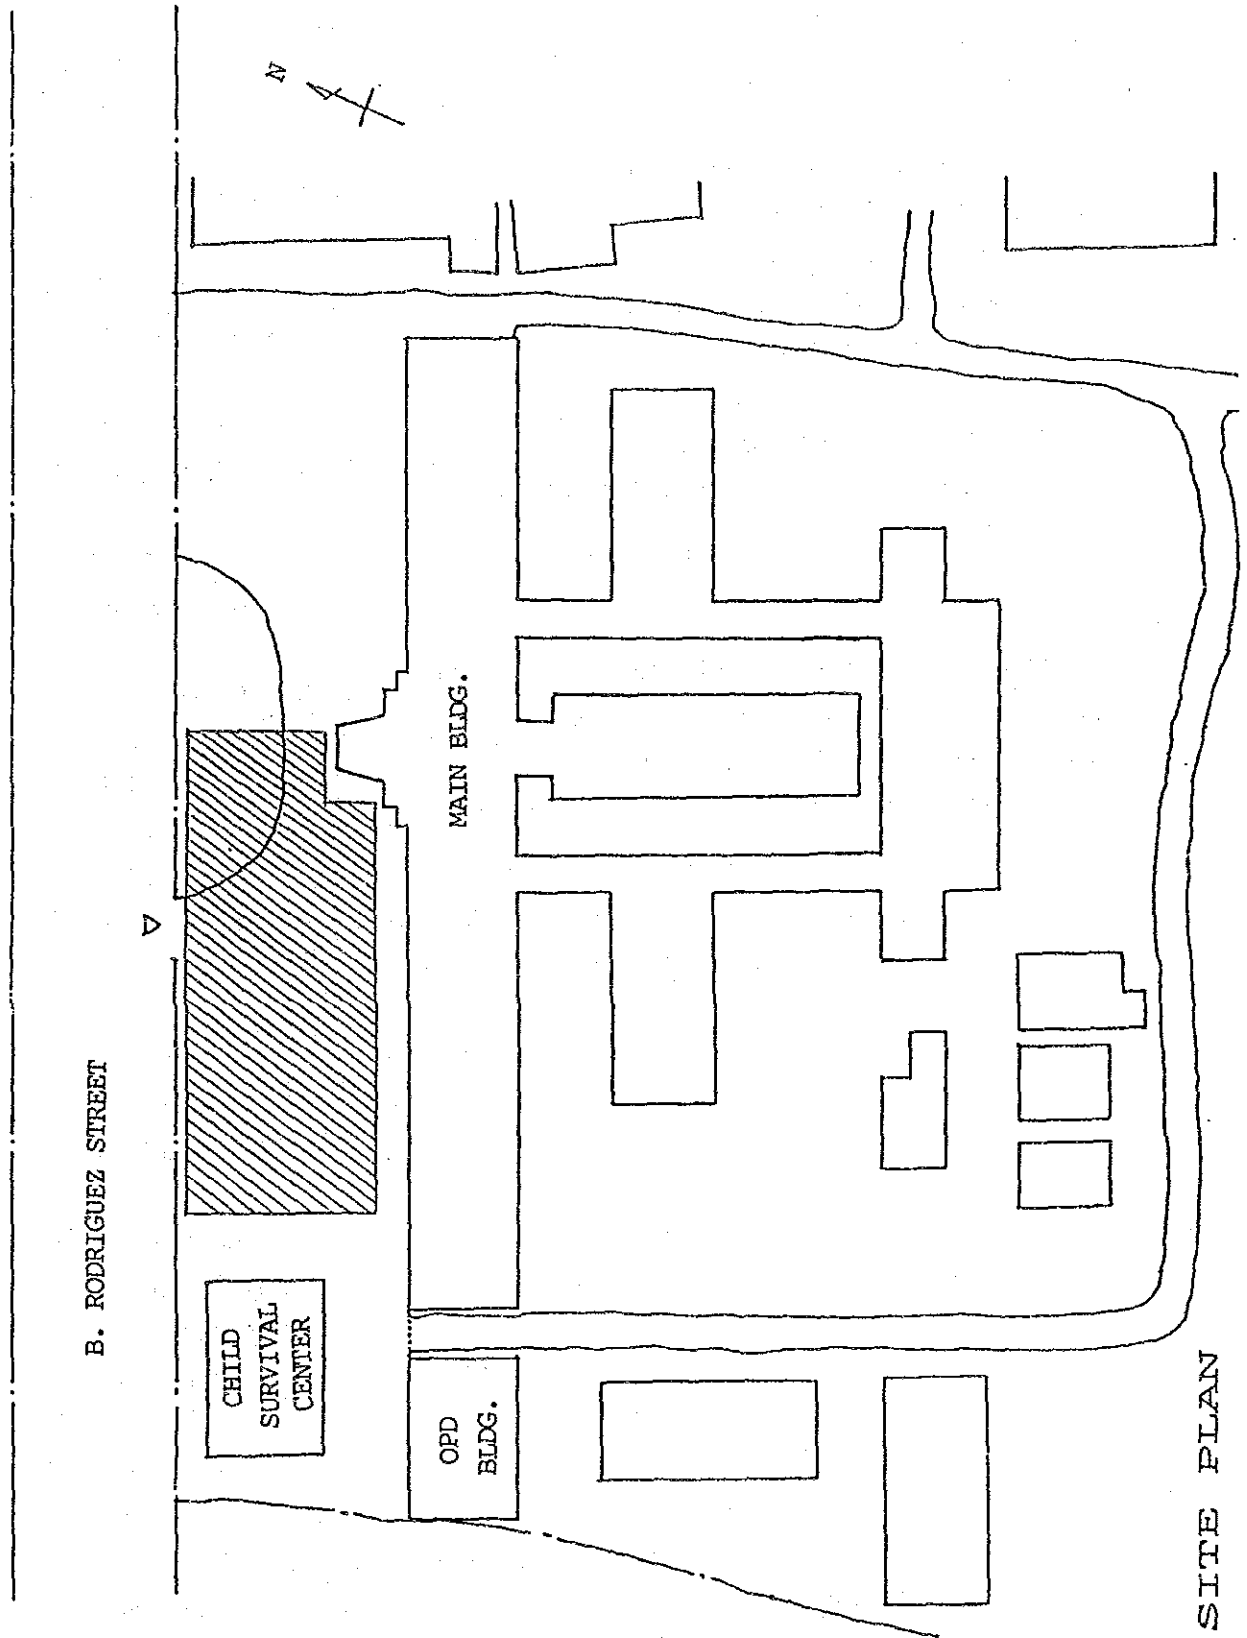 B. RODRIGUEZ STREET
N
CHILD
SURVIVAL
CENTER
MAIN BLDG.
OPD
BLDG.
SITE PLAN